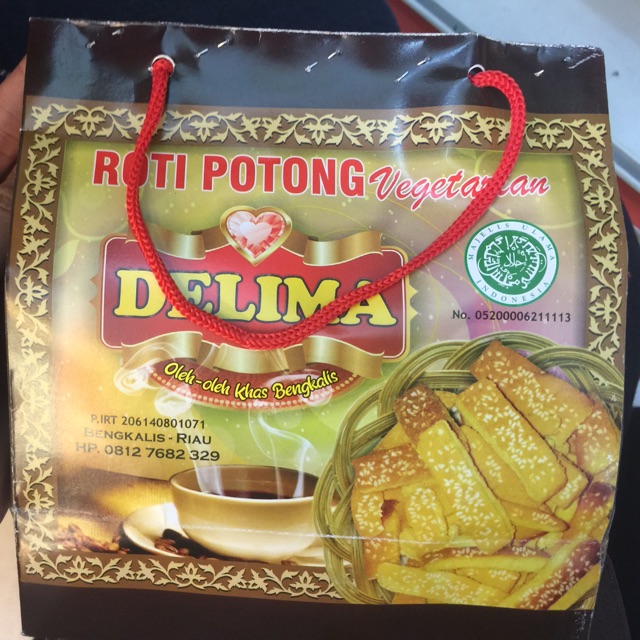 ROTI POTONG Vegetarian
DELIMA
Oleh-oleh Khas Bengkalis
MAJELIS ULAMA
حلال
INDONESIA
No. 05200006211113
P.IRT 206140801071
BENGKALIS - RIAU
HP. 0812 7682 329